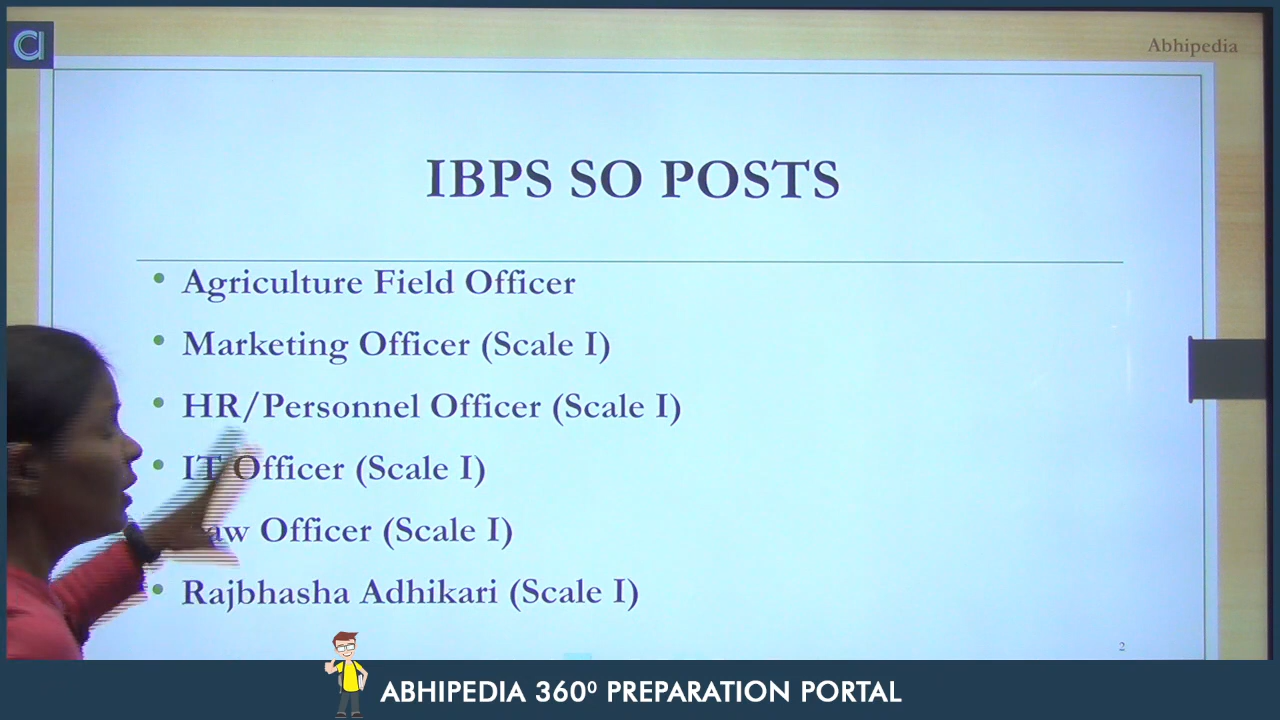 Abhipedia
IBPS SO POSTS
• Agriculture Field Officer
• Marketing Officer (Scale I)
• HR/Personnel Officer (Scale I)
• IT Officer (Scale I)
Officer (Scale I)
• Rajbhasha Adhikari (Scale I)
2
ABHIPEDIA 360⁰ PREPARATION PORTAL